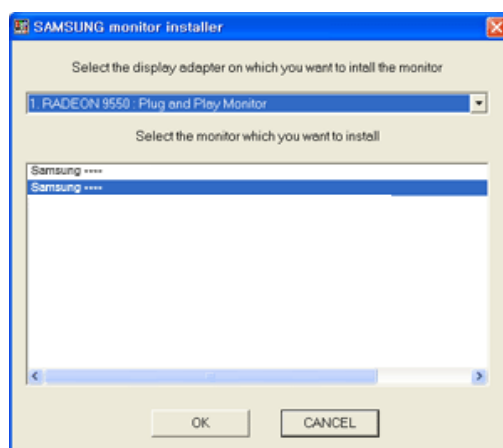 SAMSUNG monitor installer
Select the display adapter on which you want to intall the monitor
1. RADEON 9550 : Plug and Play Monitor
Select the monitor which you want to install
Samsung ----
Samsung ----
OK
CANCEL